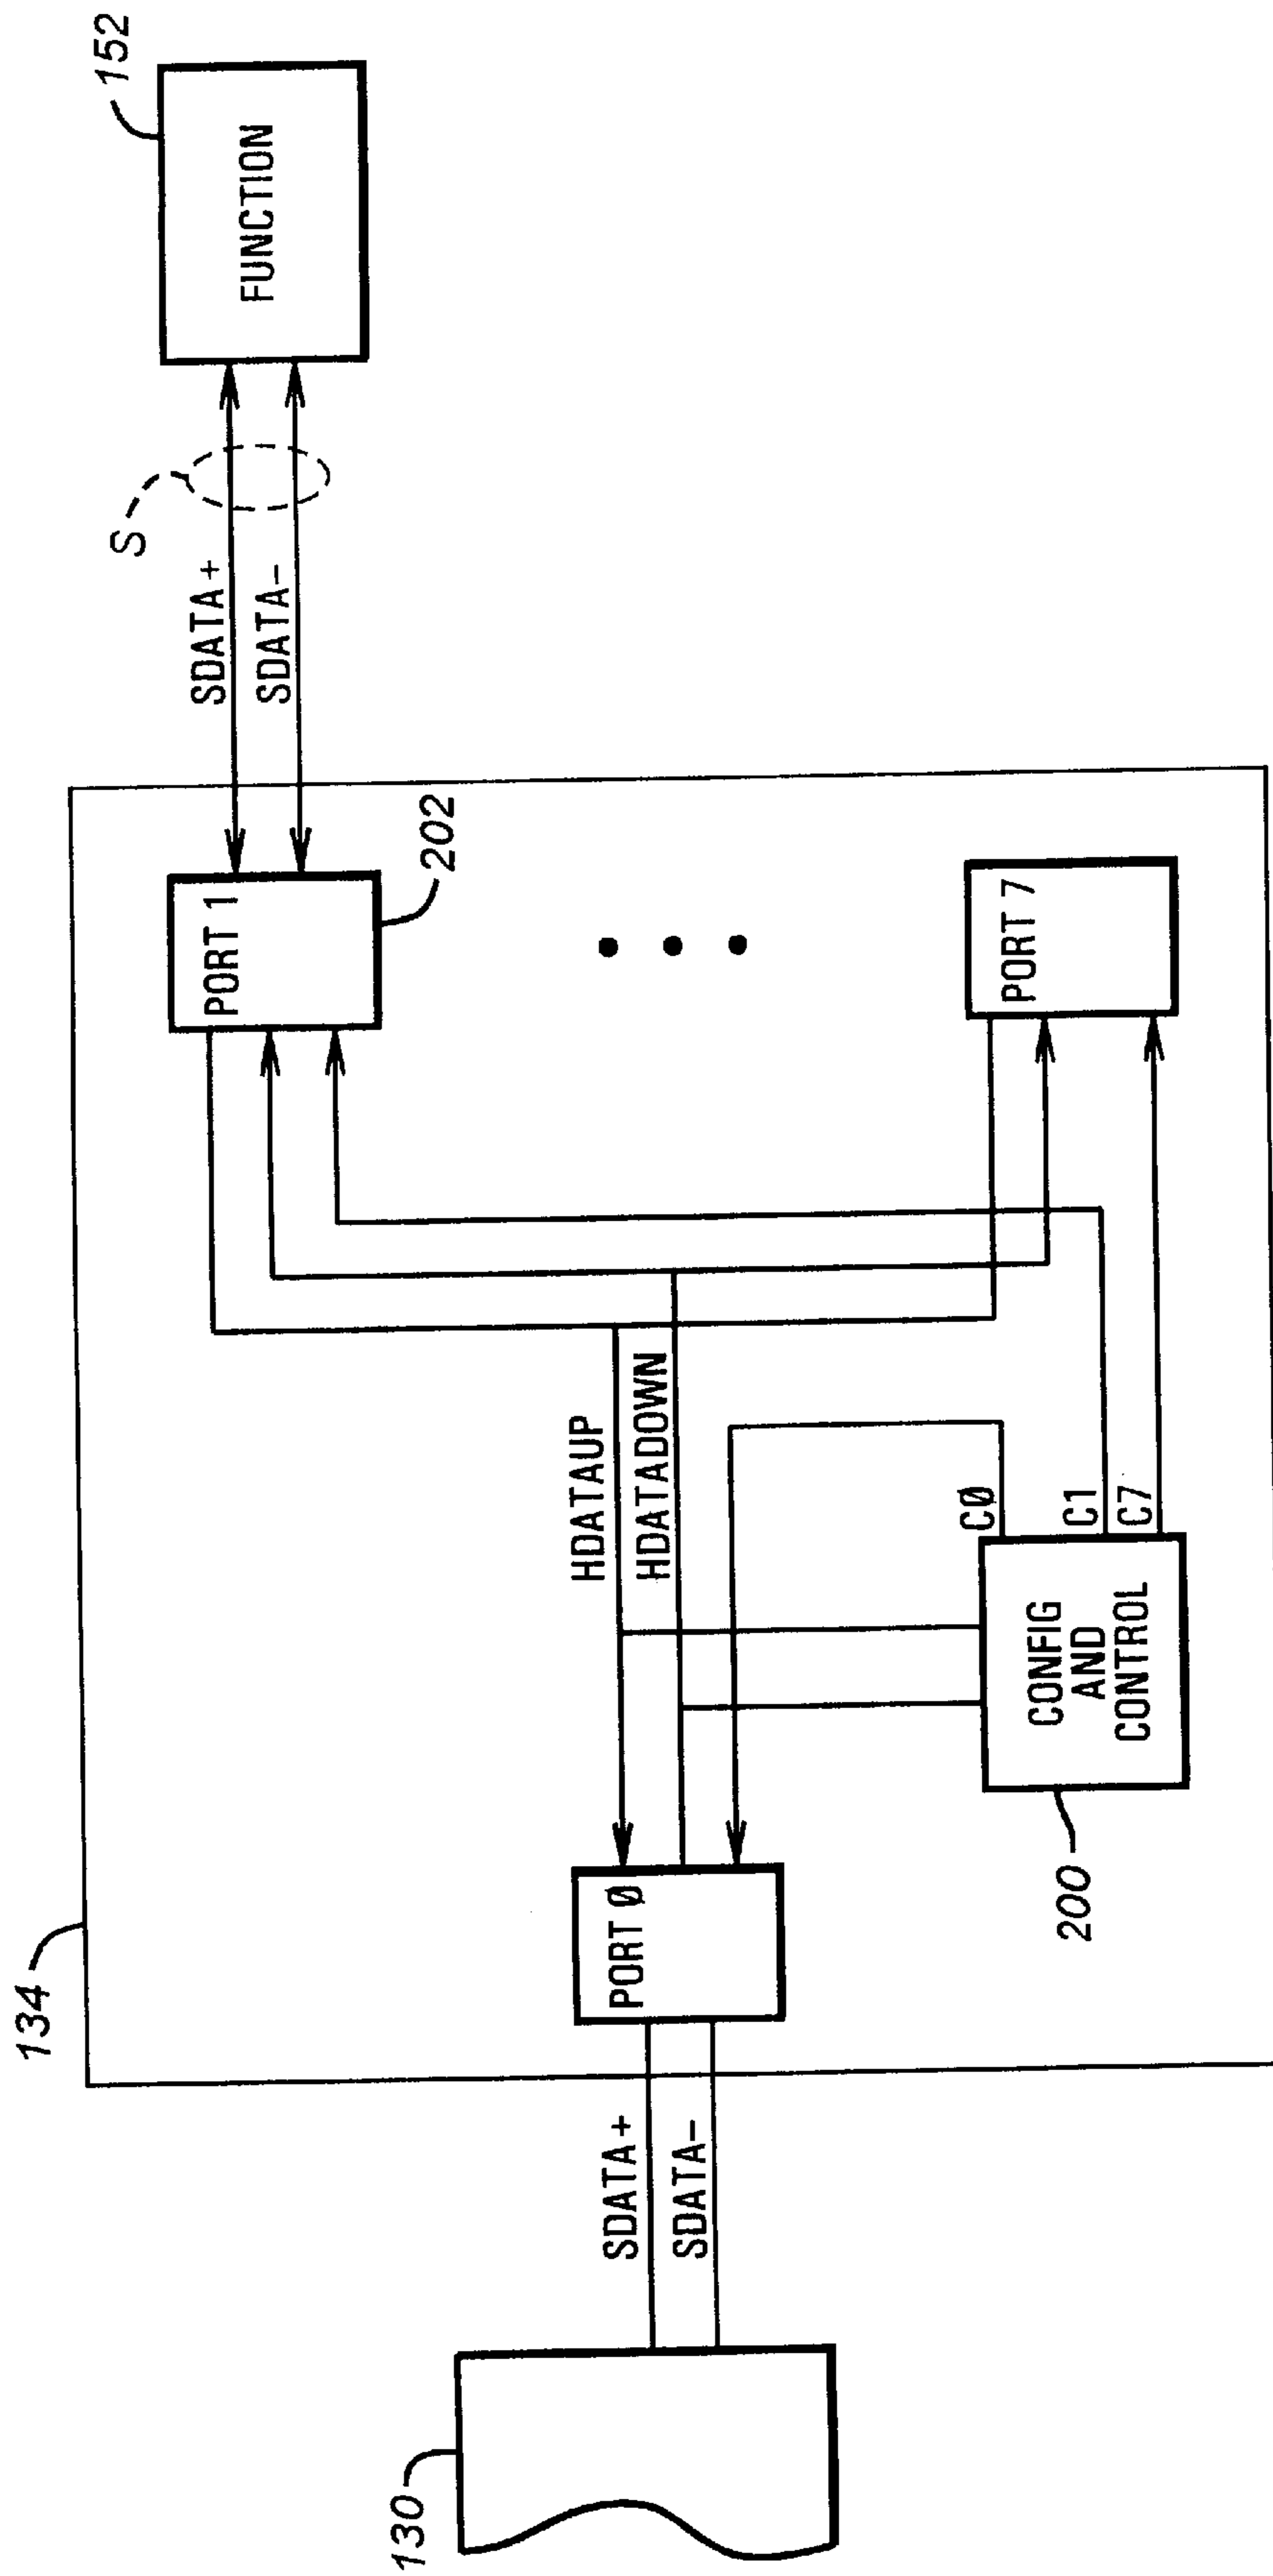 134
152
S
SDATA+
SDATA-
FUNCTION
PORT 1
202
HDATAUP
HDATADOWN
130
SDATA+
SDATA-
PORT Ø
CØ
C1
C7
PORT 7
CONFIG
AND
CONTROL
200